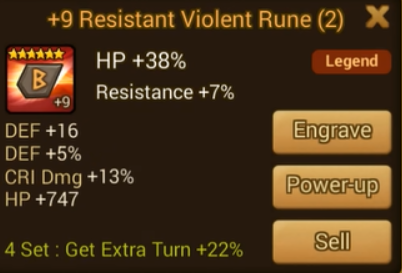 +9 Resistant Violent Rune (2)
HP +38%
Legend
Resistance +7%
+9
DEF +16
DEF +5%
CRI Dmg +13%
HP +747
Engrave
Power-up
Sell
4 Set : Get Extra Turn +22%